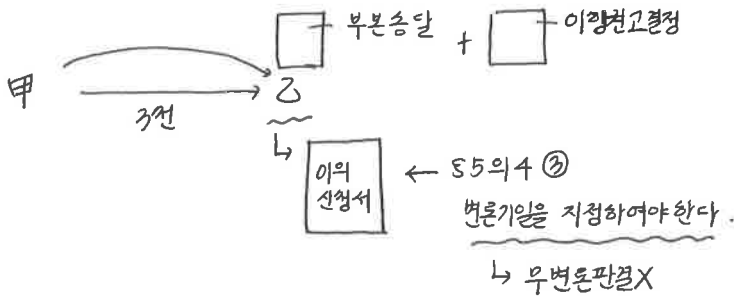 부본송달 + 이행권고결정
甲 3천 乙
이의
신청서
← §5의4 ③
변론기일을 지정하여야한다.
↳ 무변론판결X